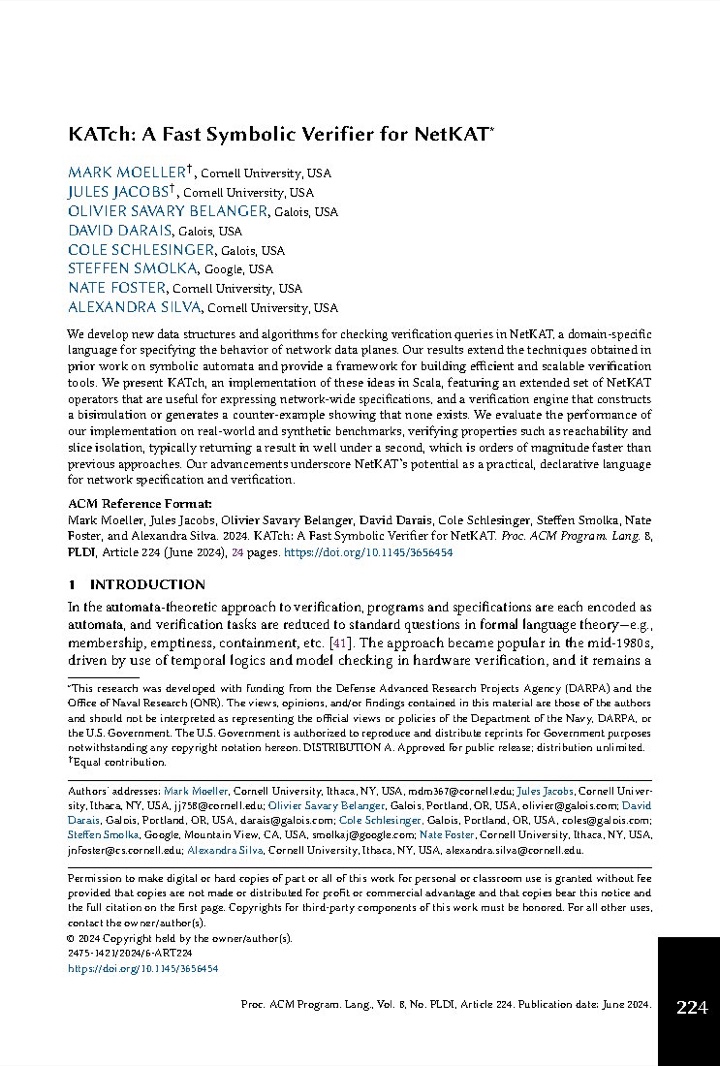 KATch: A Fast Symbolic Verifier for NetKAT*
MARK MOELLER†, Cornell University, USA
JULES JACOBS†, Cornell University, USA
OLIVIER SAVARY BELANGER, Galois, USA
DAVID DARAIS, Galois, USA
COLE SCHLESINGER, Galois, USA
STEFFEN SMOLKA, Google, USA
NATE FOSTER, Cornell University, USA
ALEXANDRA SILVA, Cornell University, USA
We develop new data structures and algorithms for checking verification queries in NetKAT, a domain-specific
language for specifying the behavior of network data planes. Our results extend the techniques obtained in
prior work on symbolic automata and provide a framework for building efficient and scalable verification
tools. We present KATch, an implementation of these ideas in Scala, featuring an extended set of NetKAT
operators that are useful for expressing network-wide specifications, and a verification engine that constructs
a bisimulation or generates a counter-example showing that none exists. We evaluate the performance of
our implementation on real-world and synthetic benchmarks, verifying properties such as reachability and
slice isolation, typically returning a result in well under a second, which is orders of magnitude faster than
previous approaches. Our advancements underscore NetKAT's potential as a practical, declarative language
for network specification and verification.
ACM Reference Format:
Mark Moeller, Jules Jacobs, Olivier Savary Belanger, David Darais, Cole Schlesinger, Steffen Smolka, Nate
Foster, and Alexandra Silva. 2024. KATch: A Fast Symbolic Verifier for NetKAT. Proc. ACM Program. Lang. 8,
PLDI, Article 224 (June 2024), 24 pages. https://doi.org/10.1145/3656454
1 INTRODUCTION
In the automata-theoretic approach to verification, programs and specifications are each encoded as
automata, and verification tasks are reduced to standard questions in formal language theory—e.g.,
membership, emptiness, containment, etc. [41]. The approach became popular in the mid-1980s,
driven by use of temporal logics and model checking in hardware verification, and it remains a
*This research was developed with funding from the Defense Advanced Research Projects Agency (DARPA) and the
Office of Naval Research (ONR). The views, opinions, and/or findings contained in this material are those of the authors
and should not be interpreted as representing the official views or policies of the Department of the Navy, DARPA, or
the U.S. Government. The U.S. Government is authorized to reproduce and distribute reprints for Government purposes
notwithstanding any copyright notation hereon. DISTRIBUTION A. Approved for public release; distribution unlimited.
†Equal contribution.
Authors' addresses: Mark Moeller, Cornell University, Ithaca, NY, USA, mdm367@cornell.edu; Jules Jacobs, Cornell Univer-
sity, Ithaca, NY, USA, jj758@cornell.edu; Olivier Savary Belanger, Galois, Portland, OR, USA, olivier@galois.com; David
Darais, Galois, Portland, OR, USA, darais@galois.com; Cole Schlesinger, Galois, Portland, OR, USA, coles@galois.com;
Steffen Smolka, Google, Mountain View, CA, USA, smolkaj@google.com; Nate Foster, Cornell University, Ithaca, NY, USA,
jnfoster@cs.cornell.edu; Alexandra Silva, Cornell University, Ithaca, NY, USA, alexandra.silva@cornell.edu.
Permission to make digital or hard copies of part or all of this work for personal or classroom use is granted without fee
provided that copies are not made or distributed for profit or commercial advantage and that copies bear this notice and
the full citation on the first page. Copyrights for third-party components of this work must be honored. For all other uses,
contact the owner/author(s).
© 2024 Copyright held by the owner/author(s).
2475-1421/2024/6-ART224
https://doi.org/10.1145/3656454
Proc. ACM Program. Lang., Vol. 8, No. PLDI, Article 224. Publication date: June 2024.
224